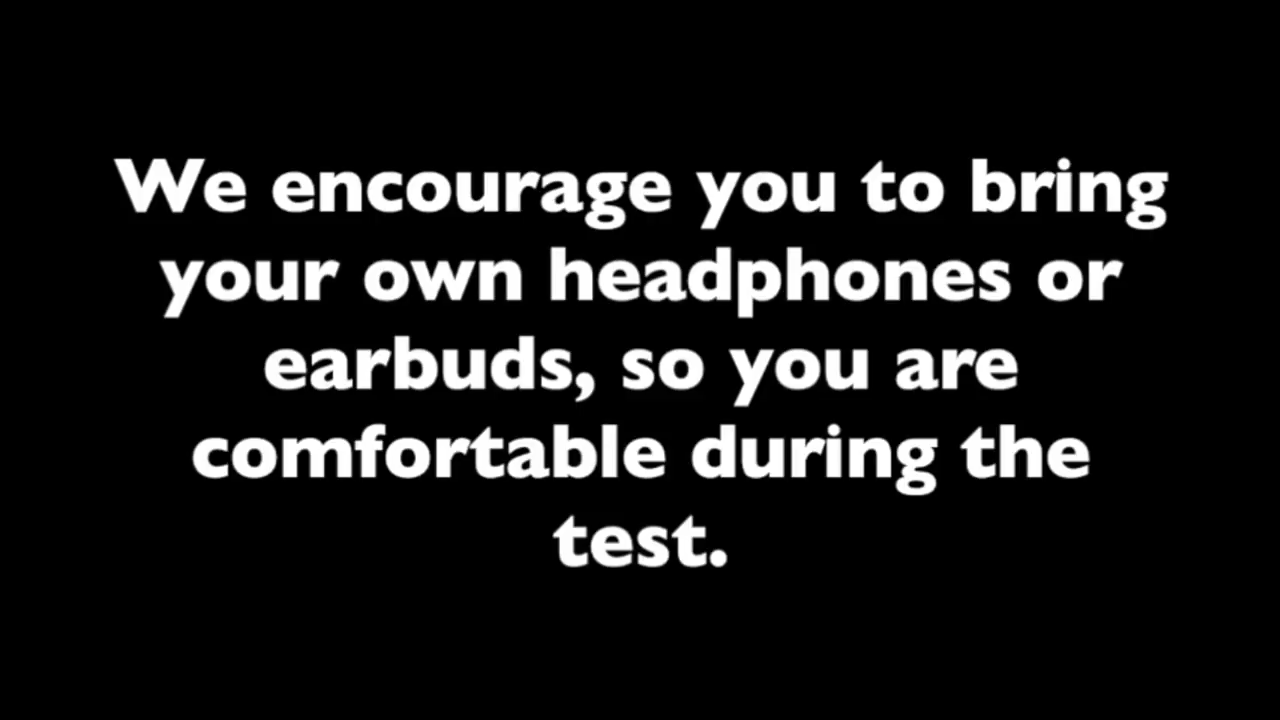 We encourage you to bring
your own headphones or
earbuds, so you are
comfortable during the
test.